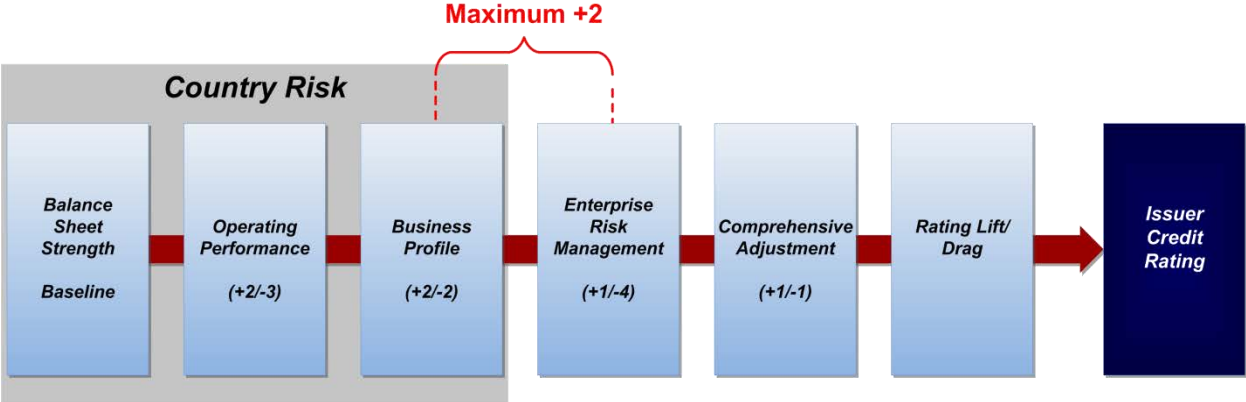 Maximum +2
Country Risk
Balance
Sheet
Strength
Baseline
Operating
Performance
(+2/-3)
Business
Profile
(+2/-2)
Enterprise
Risk
Management
(+1/-4)
Comprehensive
Adjustment
(+1/-1)
Rating Lift/
Drag
Issuer
Credit
Rating